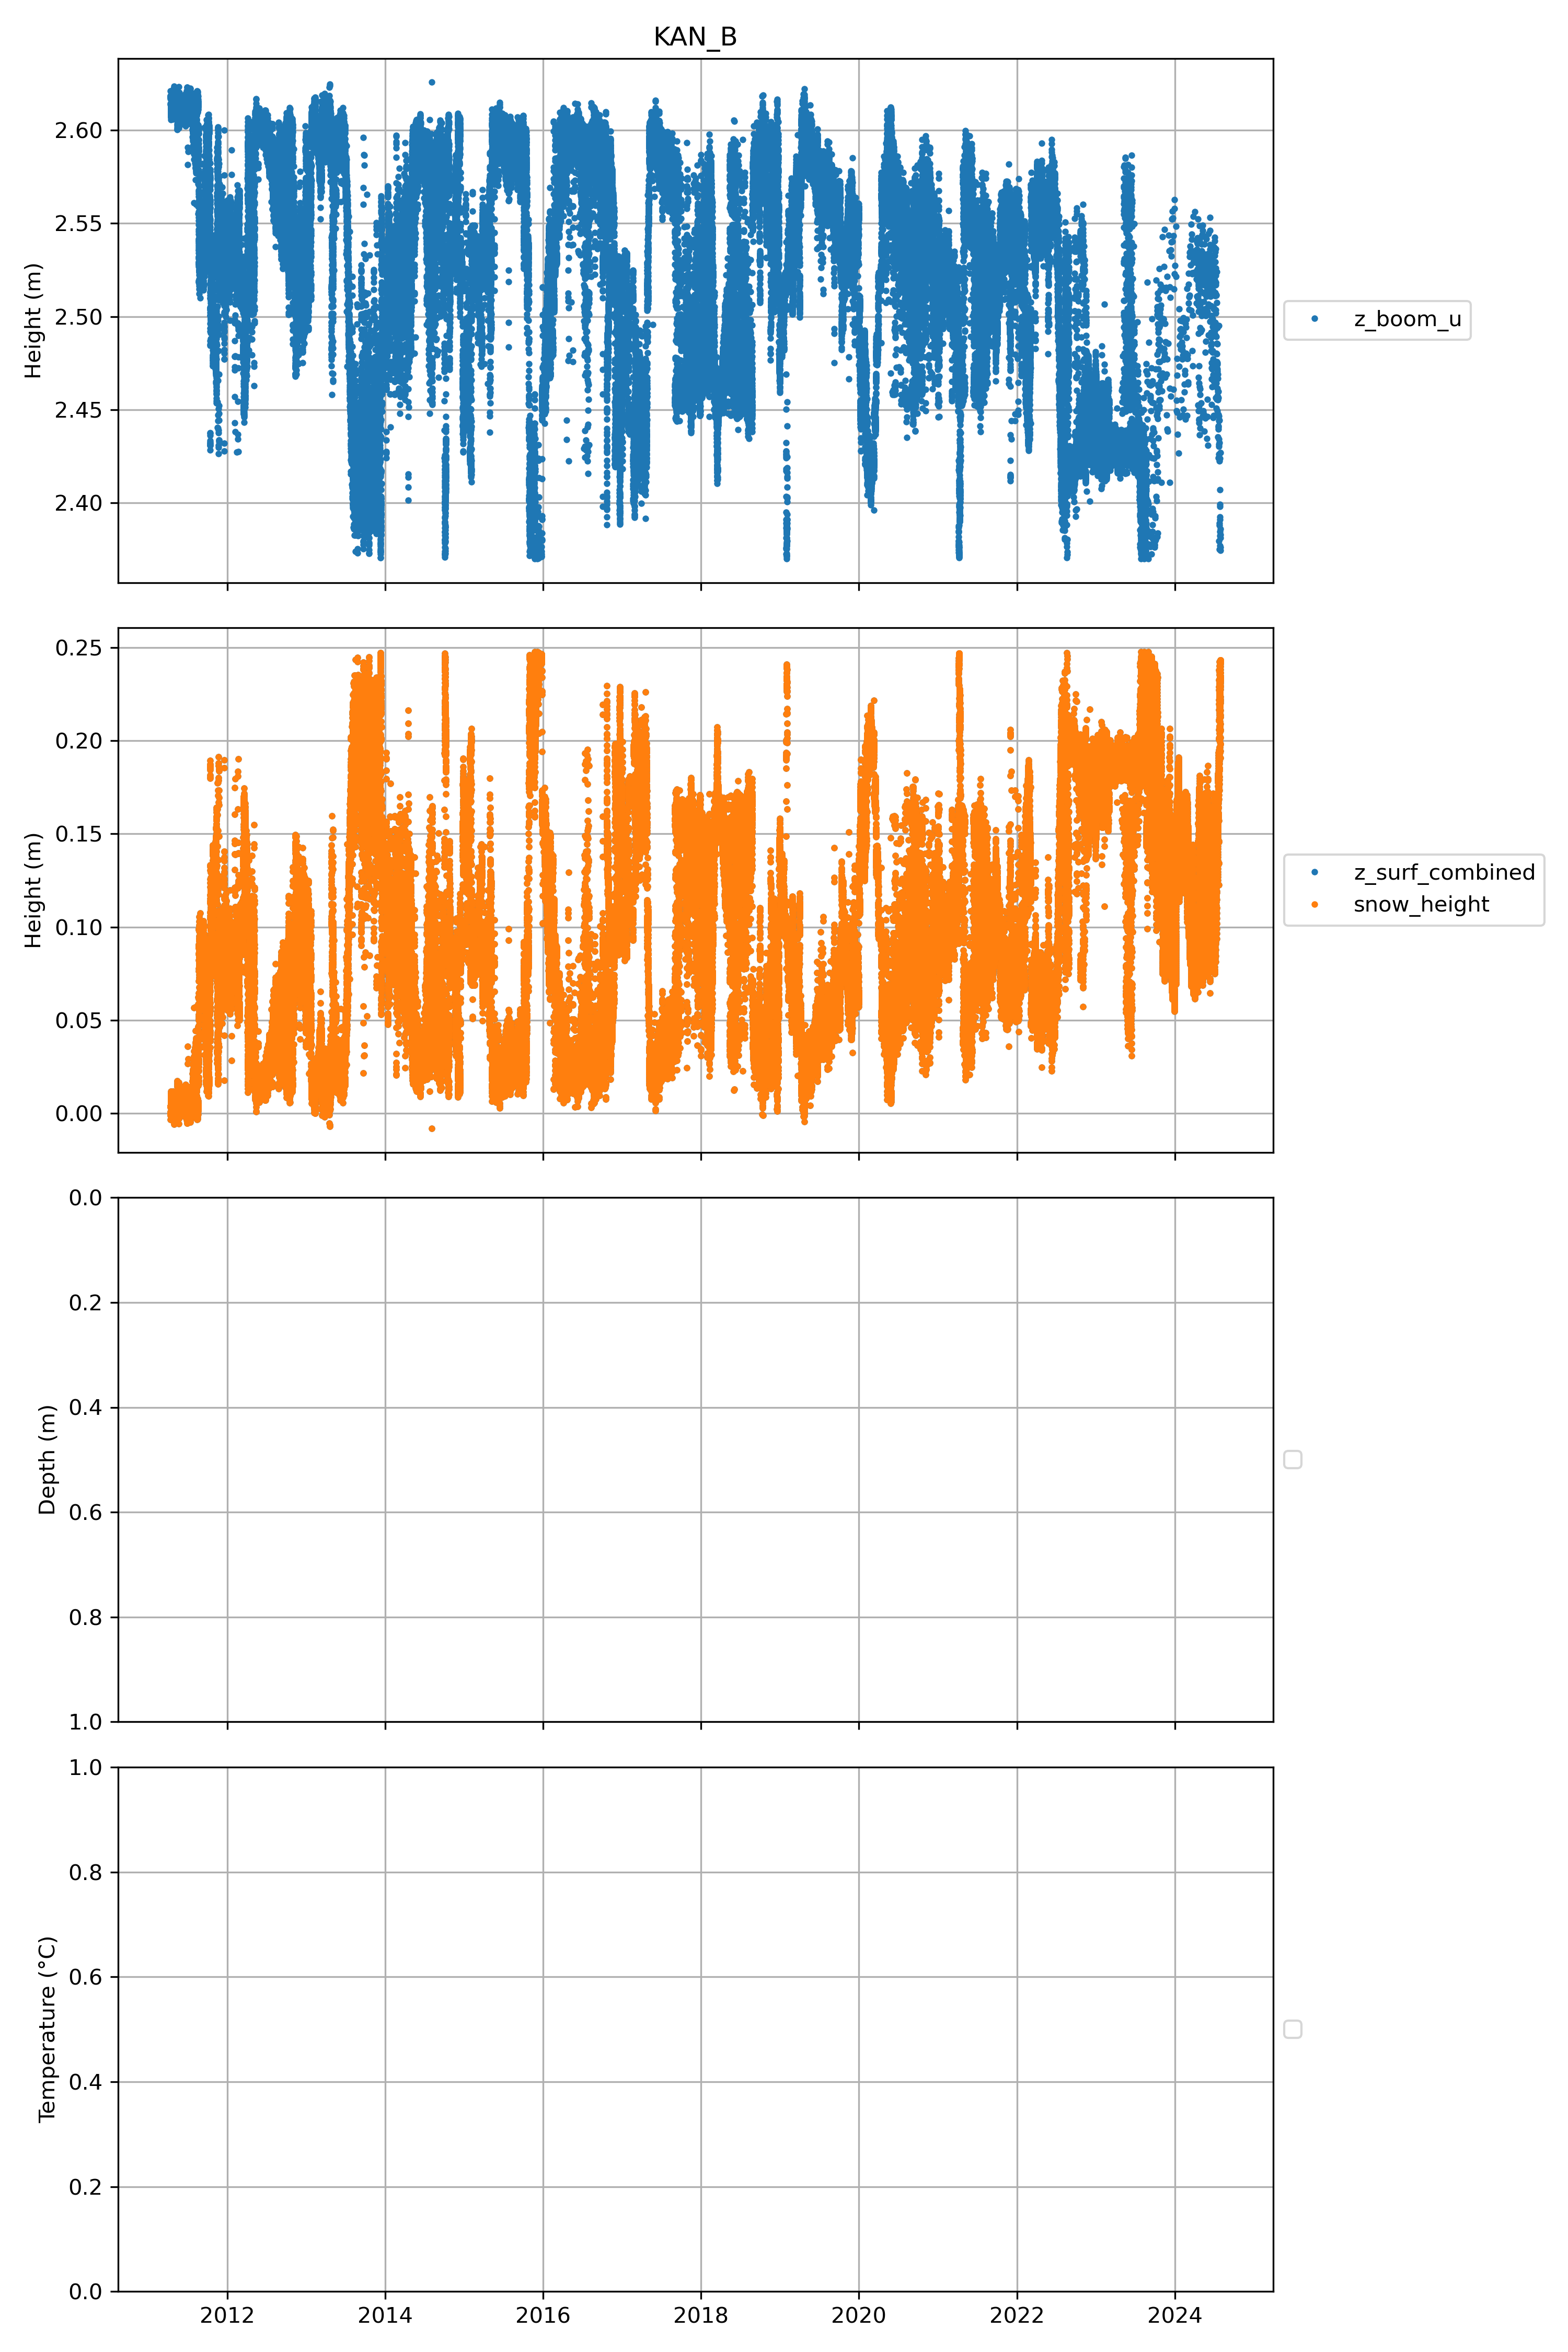 KAN_B
Height (m)
2.60
2.55
2.50
2.45
2.40
z_boom_u
Height (m)
0.25
0.20
0.15
0.10
0.05
0.00
z_surf_combined
snow_height
Depth (m)
0.0
0.2
0.4
0.6
0.8
1.0
Temperature (°C)
1.0
0.8
0.6
0.4
0.2
0.0
2012 2014 2016 2018 2020 2022 2024